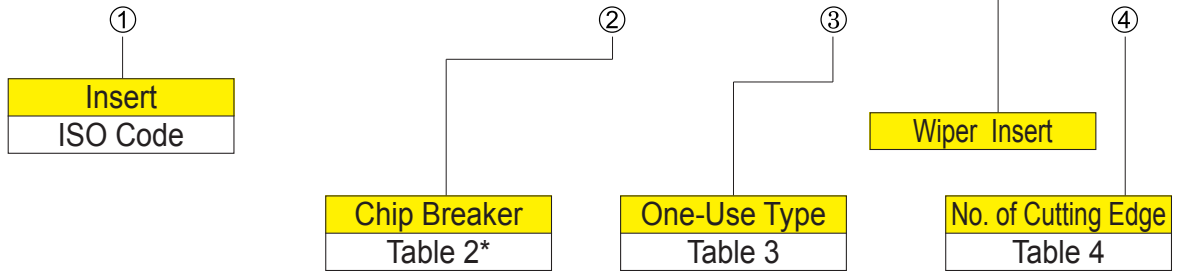 ① ② ③ ④
Insert
ISO Code
Wiper Insert
Chip Breaker
Table 2*
One-Use Type
Table 3
No. of Cutting Edge
Table 4